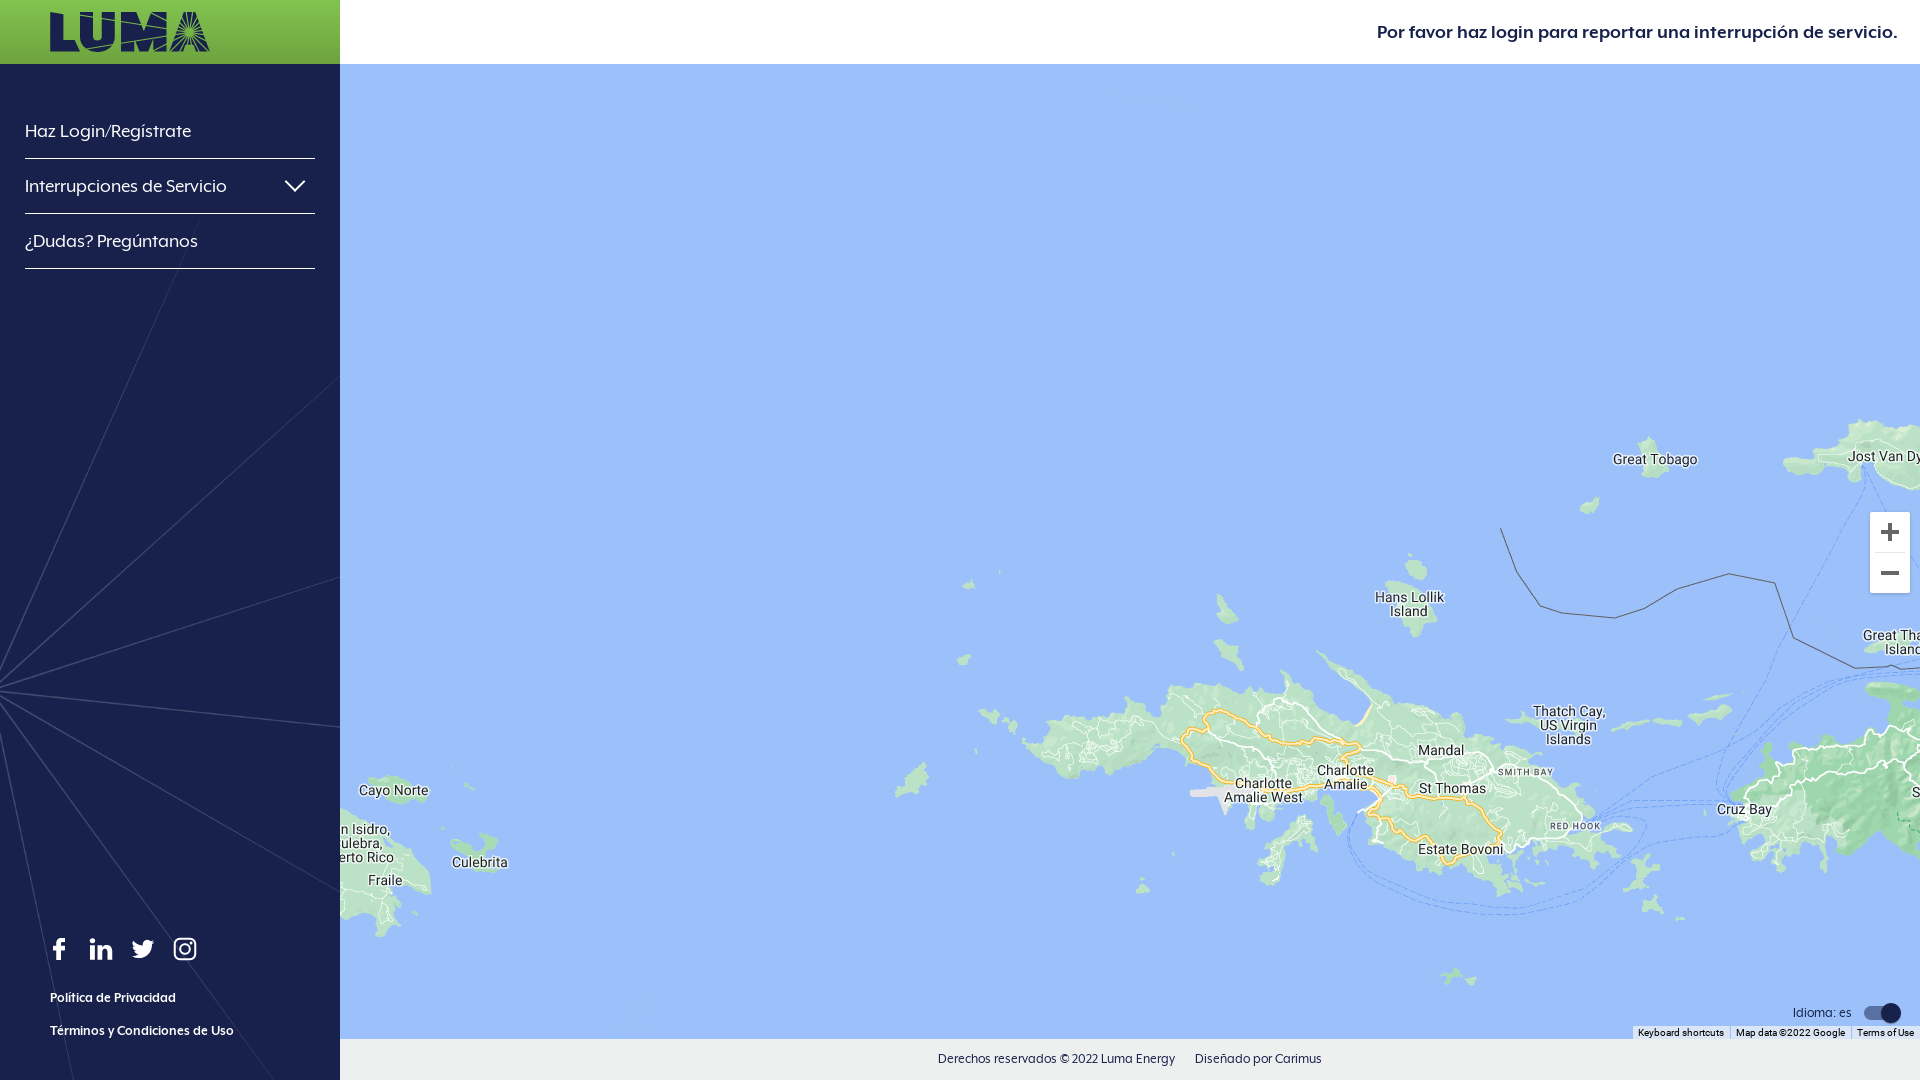 LUMA
Por favor haz login para reportar una interrupción de servicio.
Haz Login/Regístrate
Interrupciones de Servicio
¿Dudas? Pregúntanos
Great Tobago
Jost Van Dy
Hans Lollik
Island
Great Tha
Islan
Thatch Cay,
US Virgin
Islands
Mandal
SMITH BAY
Charlotte
Amalie
Charlotte
Amalie West
St Thomas
Cayo Norte
Cruz Bay
S
RED HOOK
n Isidro,
ulebra,
erto Rico
Estate Bovoni
Culebrita
Fraile
Política de Privacidad
Términos y Condiciones de Uso
Idioma: es
Keyboard shortcuts
Map data ©2022 Google
Terms of Use
Derechos reservados © 2022 Luma Energy
Diseñado por Carimus